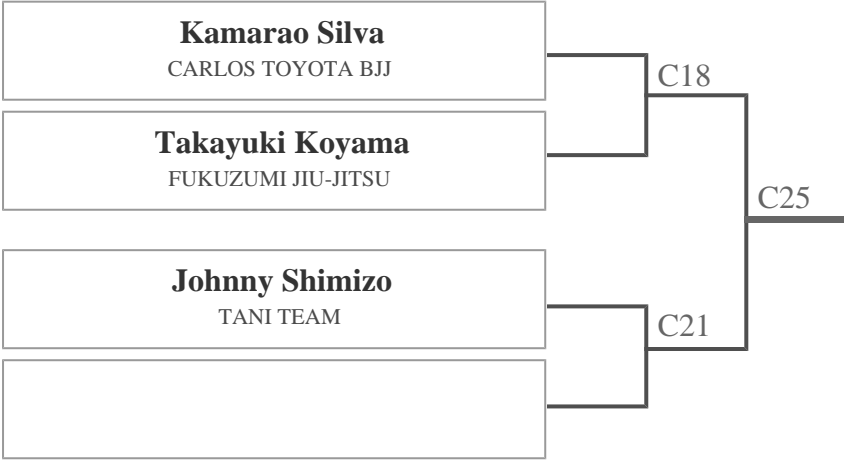 Kamarao Silva
CARLOS TOYOTA BJJ
C18
Takayuki Koyama
FUKUZUMI JIU-JITSU
C25
Johnny Shimizo
TANI TEAM
C21